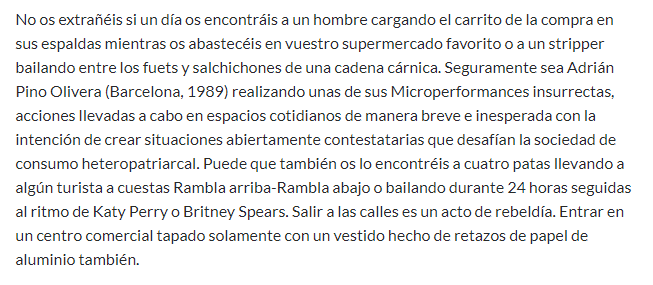 No os extrañéis si un día os encontráis a un hombre cargando el carrito de la compra en
sus espaldas mientras os abastecéis en vuestro supermercado favorito o a un stripper
bailando entre los fuets y salchichones de una cadena cárnica. Seguramente sea Adrián
Pino Olivera (Barcelona, 1989) realizando unas de sus Microperformances insurrectas,
acciones llevadas a cabo en espacios cotidianos de manera breve e inesperada con la
intención de crear situaciones abiertamente contestatarias que desafían la sociedad de
consumo heteropatriarcal. Puede que también os lo encontréis a cuatro patas llevando a
algún turista a cuestas Rambla arriba-Rambla abajo o bailando durante 24 horas seguidas
al ritmo de Katy Perry o Britney Spears. Salir a las calles es un acto de rebeldía. Entrar en
un centro comercial tapado solamente con un vestido hecho de retazos de papel de
aluminio también.